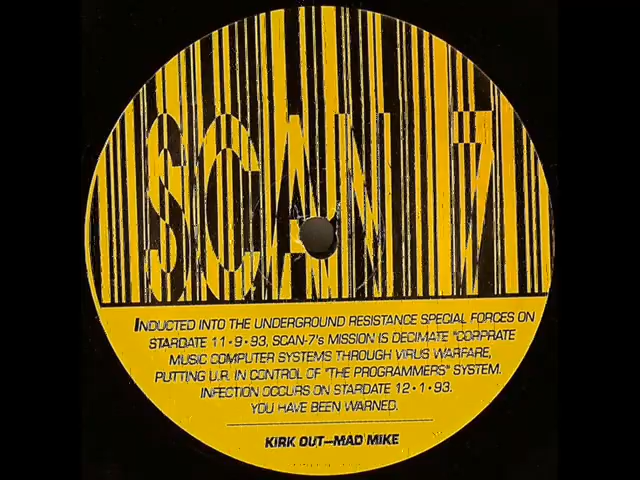 SCAN 7
INDUCTED INTO THE UNDERGROUND RESISTANCE SPECIAL FORCES ON
STARDATE 11•9•93, SCAN-7's MISSION IS DECIMATE "CORPRATE
MUSIC COMPUTER SYSTEMS THROUGH VIRUS WARFARE,
PUTTING U.R. IN CONTROL OF "THE PROGRAMMERS" SYSTEM.
INFECTION OCCURS ON STARDATE 12•1•93.
YOU HAVE BEEN WARNED.
KIRK OUT—MAD MIKE